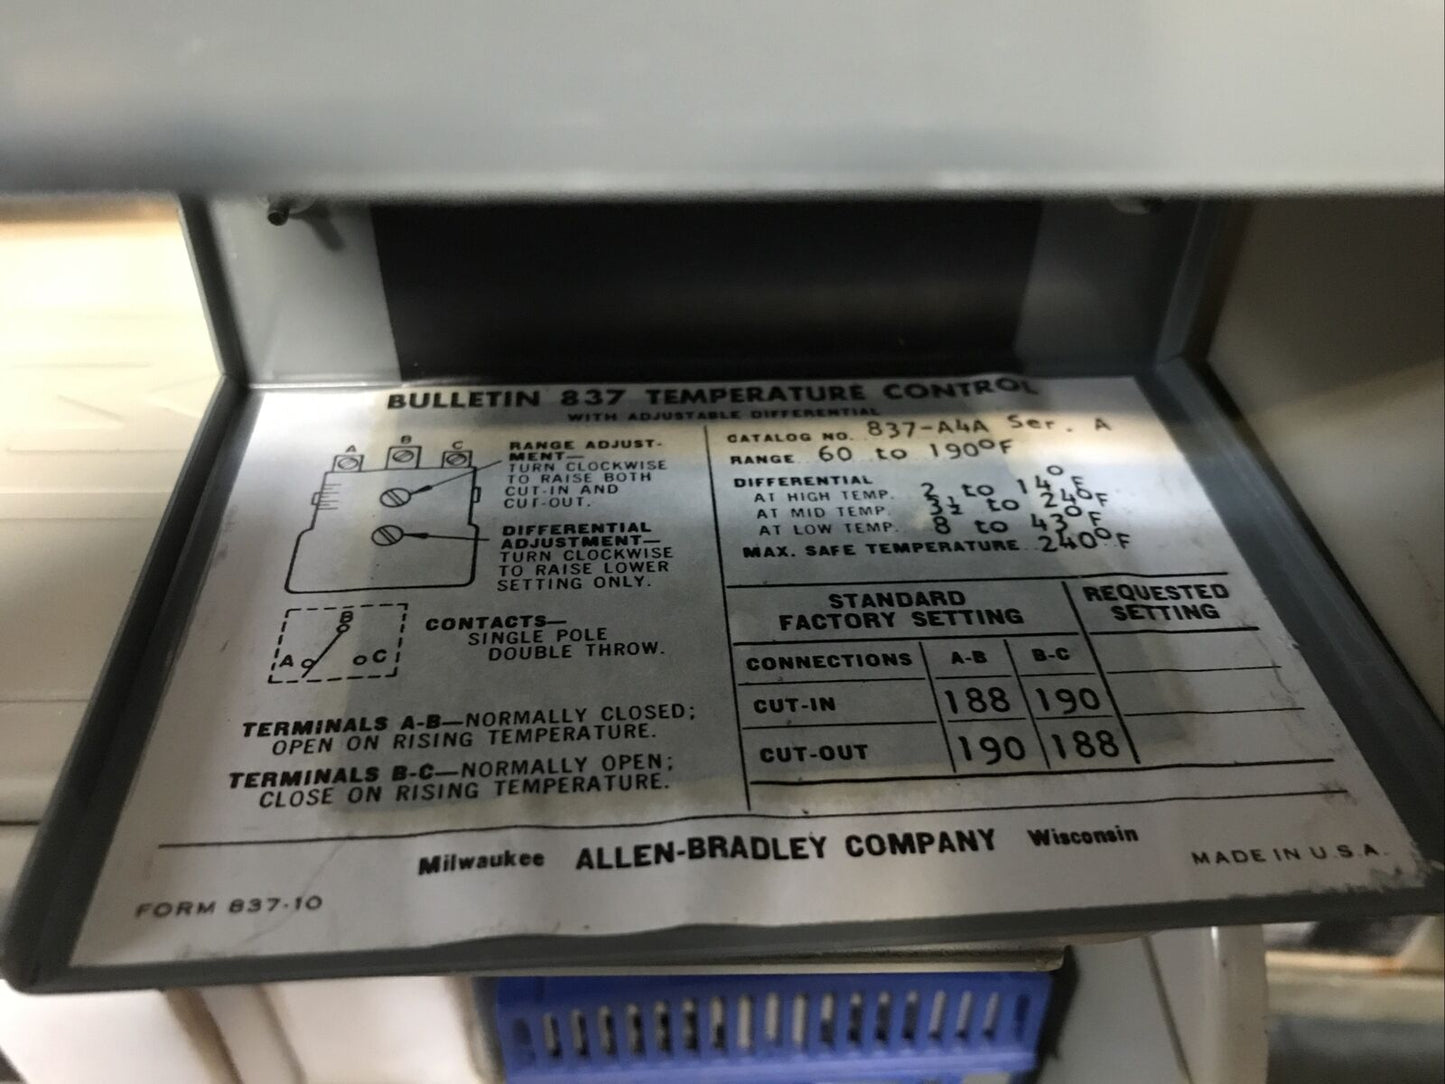 BULLETIN 837 TEMPERATURE CONTROL
WITH ADJUSTABLE DIFFERENTIAL
A B C
RANGE ADJUST-
MENT—
TURN CLOCKWISE
TO RAISE BOTH
CUT-IN AND
CUT-OUT.
DIFFERENTIAL
ADJUSTMENT—
TURN CLOCKWISE
TO RAISE LOWER
SETTING ONLY.
B
A C
CONTACTS—
SINGLE POLE
DOUBLE THROW.
TERMINALS A-B—NORMALLY CLOSED;
OPEN ON RISING TEMPERATURE.
TERMINALS B-C—NORMALLY OPEN;
CLOSE ON RISING TEMPERATURE.
CATALOG NO. 837-A4A Ser. A
RANGE 60 to 190°F
DIFFERENTIAL
AT HIGH TEMP. 2 to 14°F
AT MID TEMP. 3½ to 24°F
AT LOW TEMP. 8 to 43°F
MAX. SAFE TEMPERATURE 240°F
STANDARD
FACTORY SETTING
REQUESTED
SETTING
CONNECTIONS A-B B-C
CUT-IN 188 190
CUT-OUT 190 188
Milwaukee ALLEN-BRADLEY COMPANY Wisconsin
FORM 837-10
MADE IN U.S.A.